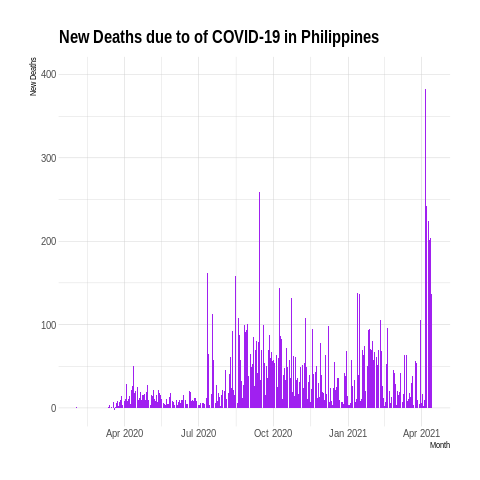 New Deaths due to of COVID-19 in Philippines
New Deaths
400
300
200
100
0
Apr 2020 Jul 2020 Oct 2020 Jan 2021 Apr 2021
Month